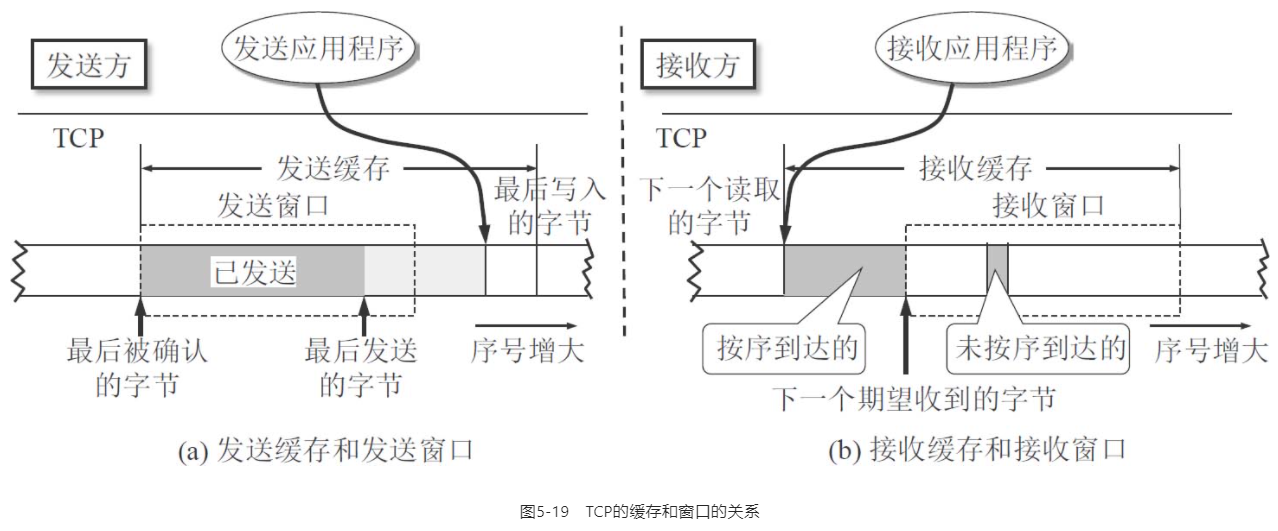 发送方
发送应用程序
TCP
发送缓存
发送窗口
最后写入
的字节
已发送
最后被确认
的字节
最后发送
的字节
序号增大
(a) 发送缓存和发送窗口
接收方
接收应用程序
TCP
接收缓存
下一个读取
的字节
接收窗口
按序到达的
未按序到达的
序号增大
下一个期望收到的字节
(b) 接收缓存和接收窗口
图5-19 TCP的缓存和窗口的关系